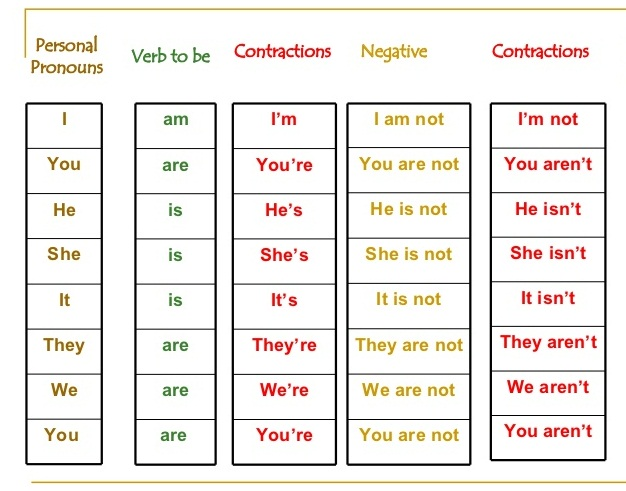 Personal Pronouns Verb to be Contractions Negative Contractions
I am I'm I am not I'm not
You are You're You are not You aren't
He is He's He is not He isn't
She is She's She is not She isn't
It is It's It is not It isn't
They are They're They are not They aren't
We are We're We are not We aren't
You are You're You are not You aren't